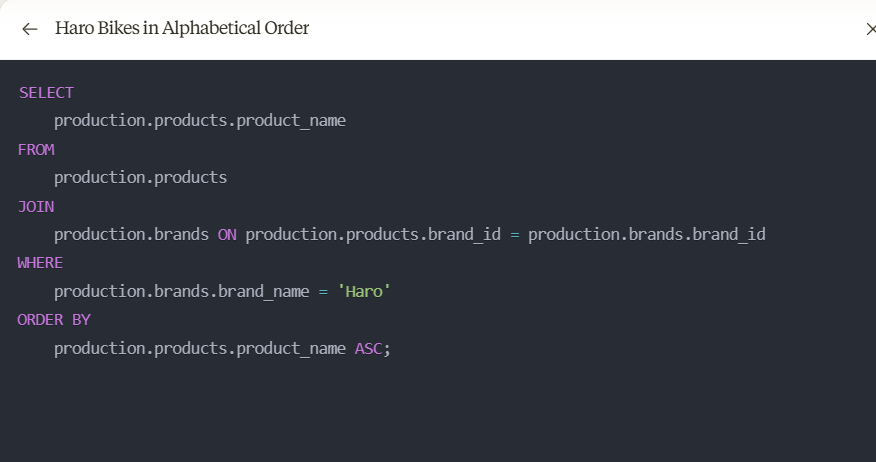 Haro Bikes in Alphabetical Order
SELECT
    production.products.product_name
FROM
    production.products
JOIN
    production.brands ON production.products.brand_id = production.brands.brand_id
WHERE
    production.brands.brand_name = 'Haro'
ORDER BY
    production.products.product_name ASC;